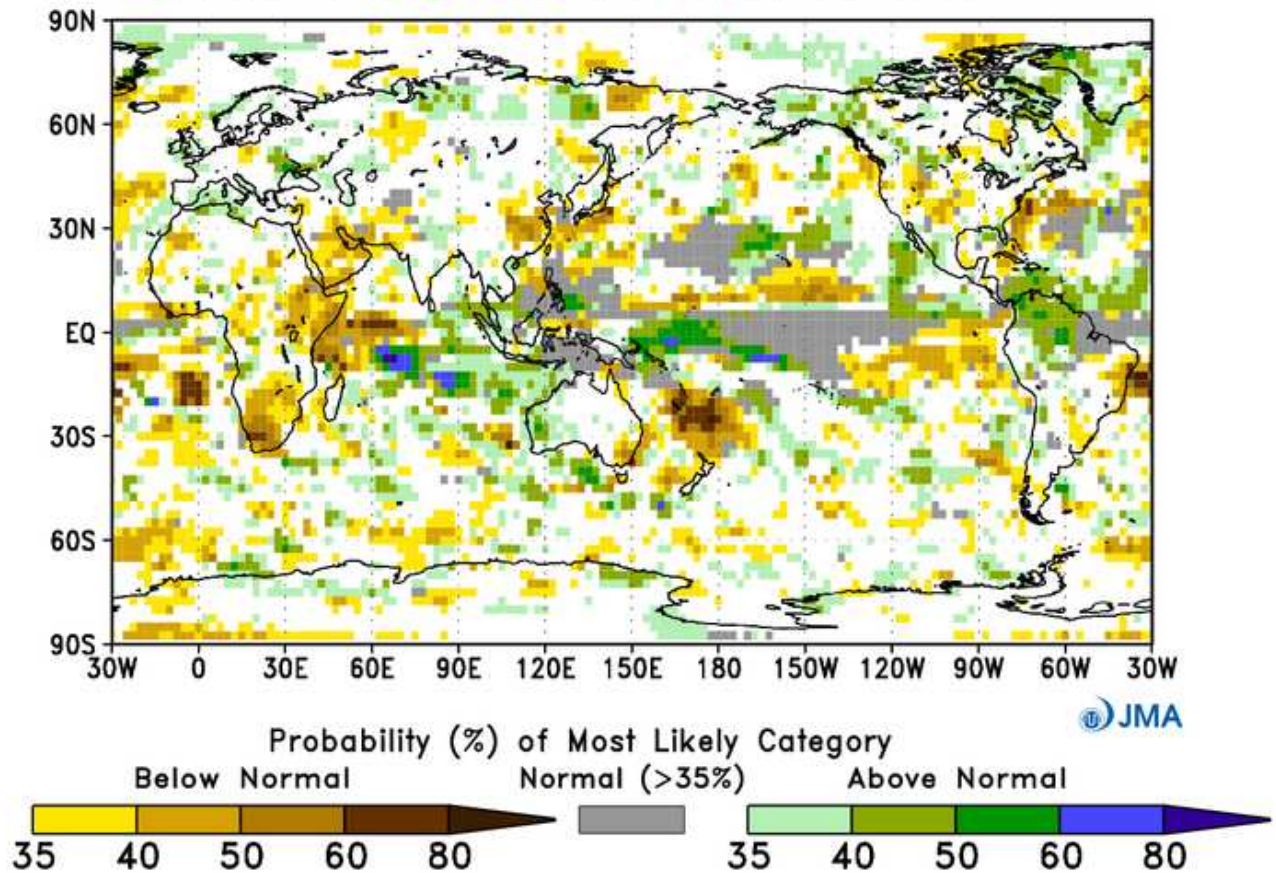 90N
60N
30N
EQ
30S
60S
90S
30W 0 30E 60E 90E 120E 150E 180 150W 120W 90W 60W 30W
JMA
Probability (%) of Most Likely Category
Below Normal Normal (>35%) Above Normal
35 40 50 60 80 35 40 50 60 80